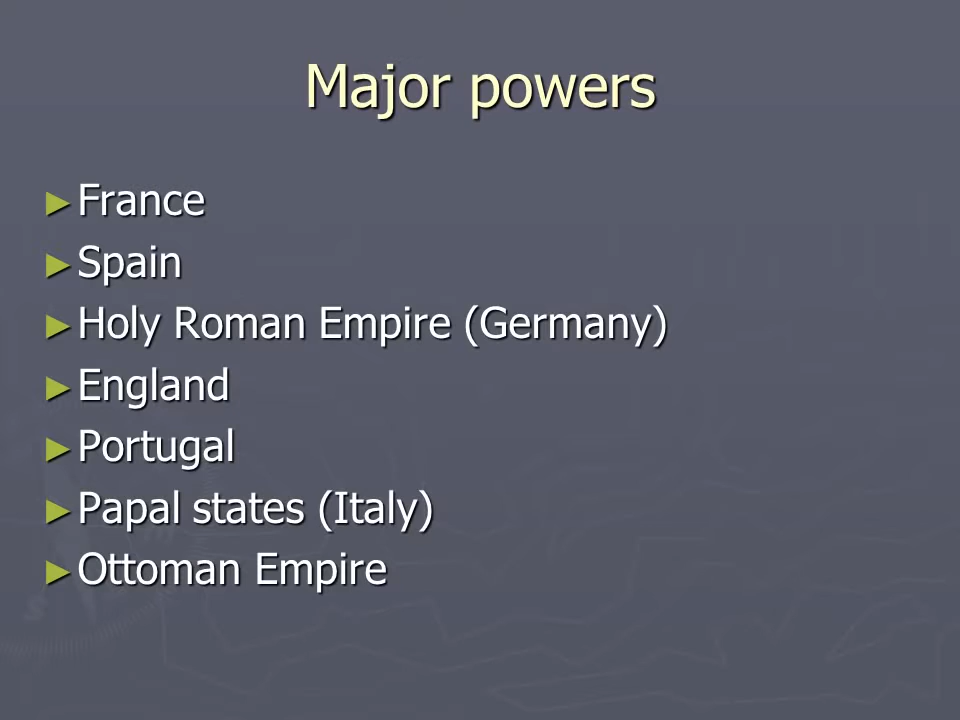 Major powers
► France
► Spain
► Holy Roman Empire (Germany)
► England
► Portugal
► Papal states (Italy)
► Ottoman Empire